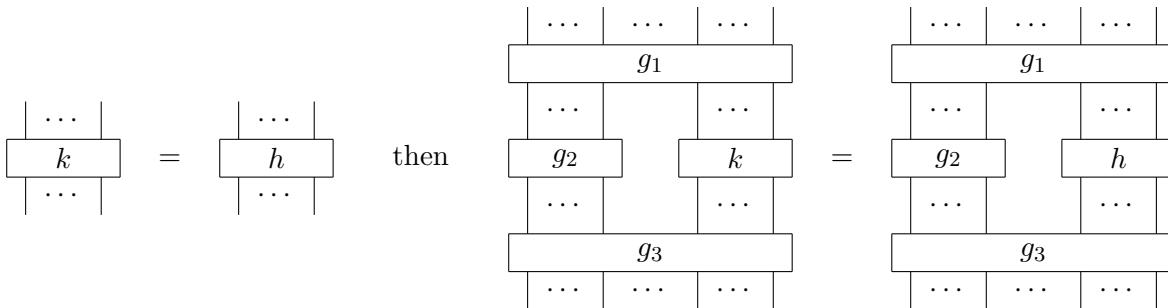 ⋯ ⋯ ⋯ ⋯ ⋯ ⋯
g₁ g₁
⋯ ⋯ ⋯ ⋯ ⋯ ⋯
k = h then g₂ k = g₂ h
⋯ ⋯ ⋯ ⋯ ⋯ ⋯
g₃ g₃
⋯ ⋯ ⋯ ⋯ ⋯ ⋯